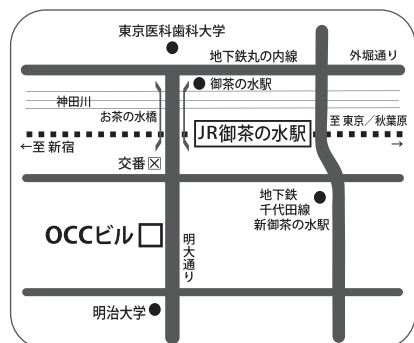 東京医科歯科大学
地下鉄丸の内線
外堀通り
御茶の水駅
神田川
お茶の水橋
JR御茶の水駅
至 東京／秋葉原
→
←至 新宿
交番
地下鉄
千代田線
新御茶の水駅
OCCビル
明大通り
明治大学